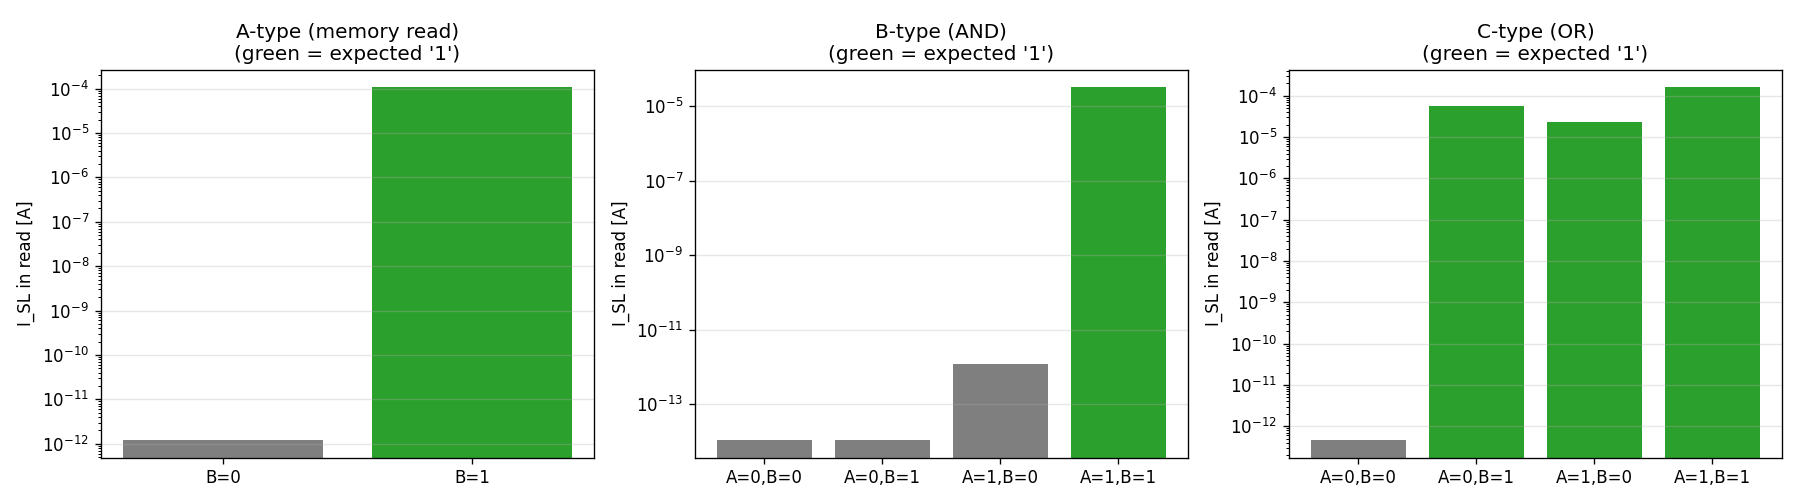 A-type (memory read)
(green = expected '1')
I_SL in read [A]
10⁻⁴
10⁻⁵
10⁻⁶
10⁻⁷
10⁻⁸
10⁻⁹
10⁻¹⁰
10⁻¹¹
10⁻¹²
B=0
B=1
B-type (AND)
(green = expected '1')
I_SL in read [A]
10⁻⁵
10⁻⁷
10⁻⁹
10⁻¹¹
10⁻¹³
A=0,B=0
A=0,B=1
A=1,B=0
A=1,B=1
C-type (OR)
(green = expected '1')
I_SL in read [A]
10⁻⁴
10⁻⁵
10⁻⁶
10⁻⁷
10⁻⁸
10⁻⁹
10⁻¹⁰
10⁻¹¹
10⁻¹²
A=0,B=0
A=0,B=1
A=1,B=0
A=1,B=1